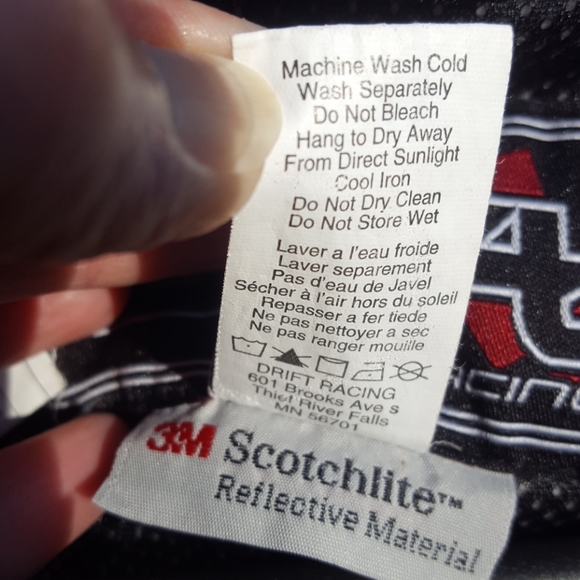 Machine Wash Cold
Wash Separately
Do Not Bleach
Hang to Dry Away
From Direct Sunlight
Cool Iron
Do Not Dry Clean
Do Not Store Wet
Laver a l'eau froide
Laver separement
Pas d'eau de Javel
Sécher à l'air hors du soleil
Repasser a fer tiede
Ne pas nettoyer a sec
Ne pas ranger mouille
DRIFT RACING
601 Brooks Ave s
Thief River Falls
MN 56701
3M Scotchlite™
Reflective Material